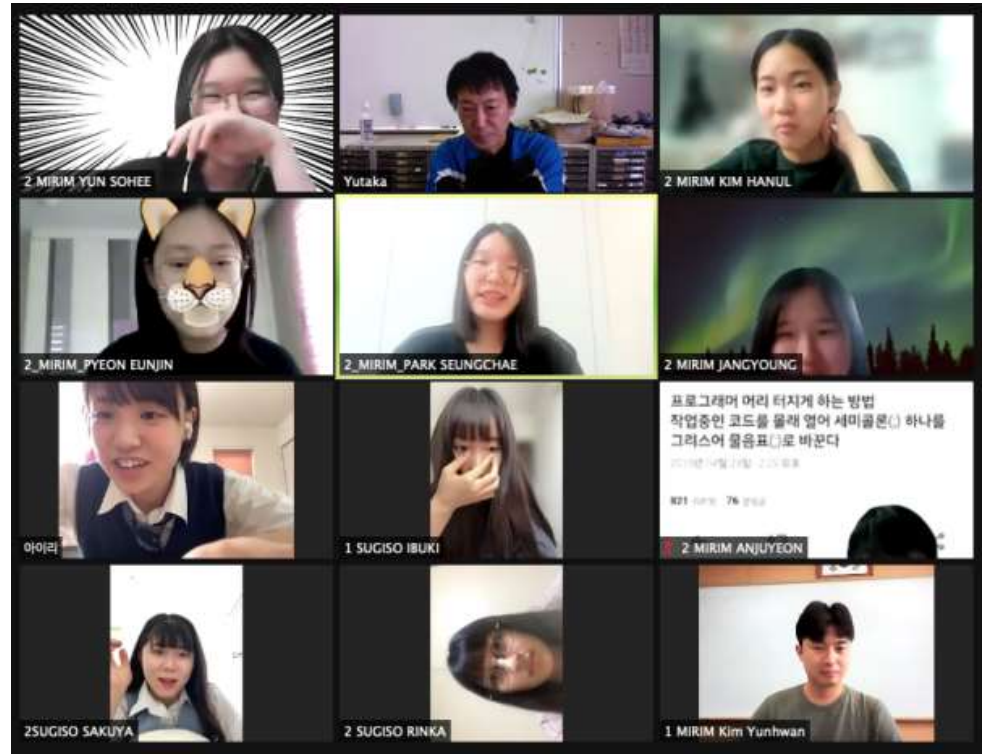 2 MIRIM YUN SOHEE
Yutaka
2 MIRIM KIM HANUL
2_MIRIM_PYEON EUNJIN
2_MIRIM_PARK SEUNGCHAE
2 MIRIM JANGYOUNG
아이리
1 SUGISO IBUKI
프로그래머 머리 터지게 하는 방법
작업중인 코드를 몰래 열어 세미콜론(;) 하나를
그리스어 물음표(;)로 바꾼다
821 76
2 MIRIM ANJUYEON
2SUGISO SAKUYA
2 SUGISO RINKA
1 MIRIM Kim Yunhwan